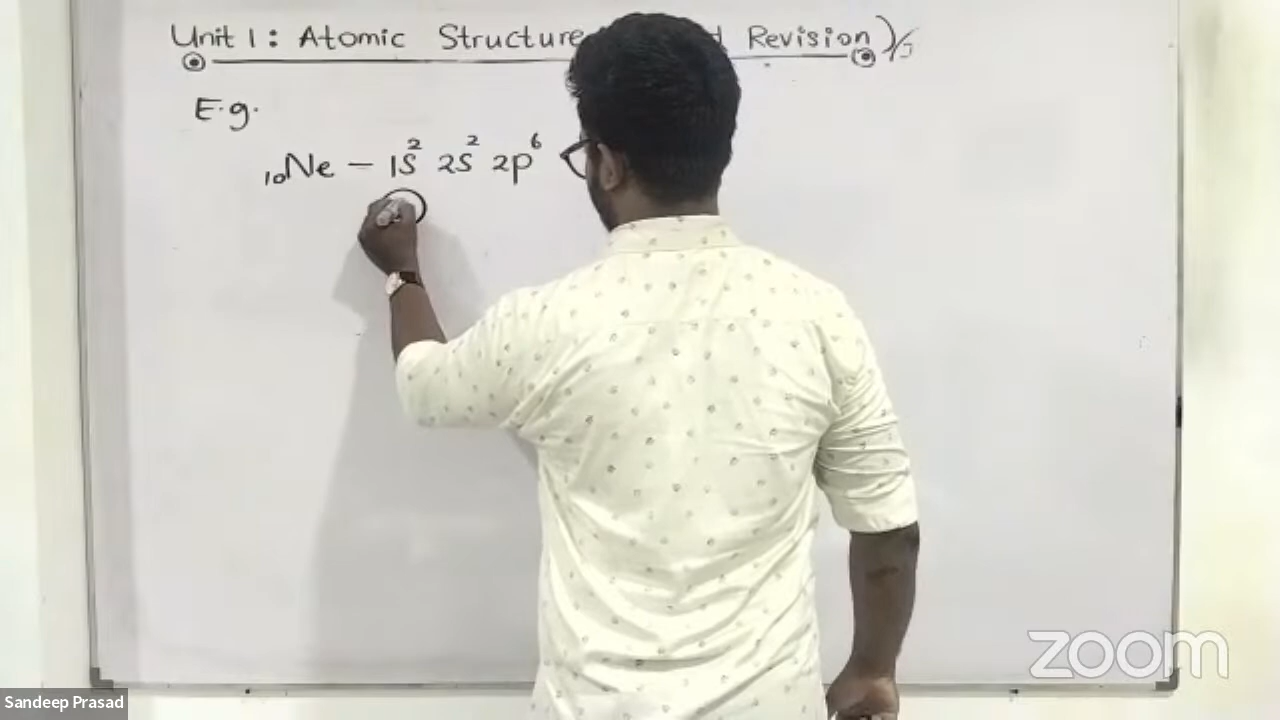 Unit 1: Atomic Structure Revision)
E.g.
₁₀Ne – 1S² 2S² 2p⁶
zoom
Sandeep Prasad